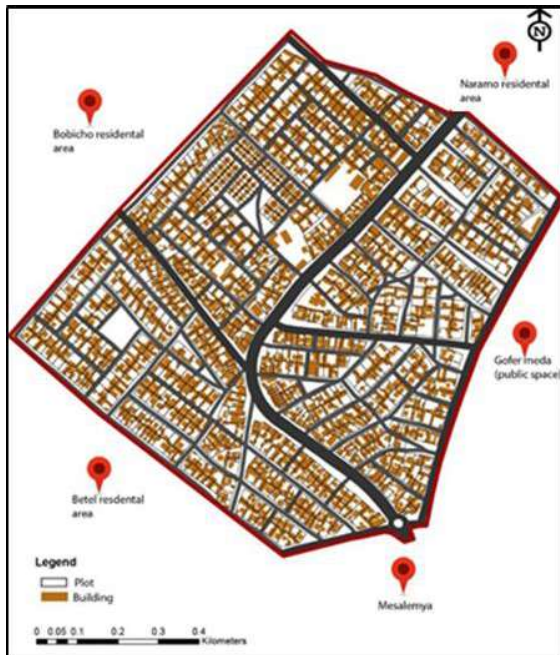 N
Naramo residental
area
Bobicho residental
area
Gofer meda
(public space)
Betel resdental
area
Mesalemya
Legend
Plot
Building
0 0.05 0.1 0.2 0.3 0.4
Kilometers